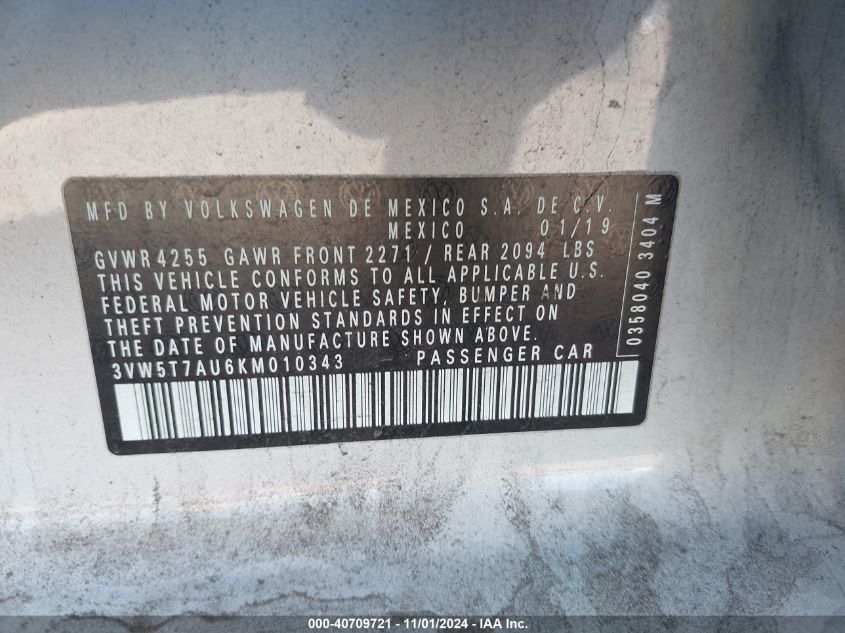 MFD BY VOLKSWAGEN DE MEXICO S.A. DE C.V.
MEXICO 01/19
GVWR 4255 GAWR FRONT 2271 / REAR 2094 LBS
THIS VEHICLE CONFORMS TO ALL APPLICABLE U.S.
FEDERAL MOTOR VEHICLE SAFETY, BUMPER AND
THEFT PREVENTION STANDARDS IN EFFECT ON
THE DATE OF MANUFACTURE SHOWN ABOVE.
3VW5T7AU6KM010343 PASSENGER CAR
0358040 3404 M
000-40709721 - 11/01/2024 - IAA Inc.